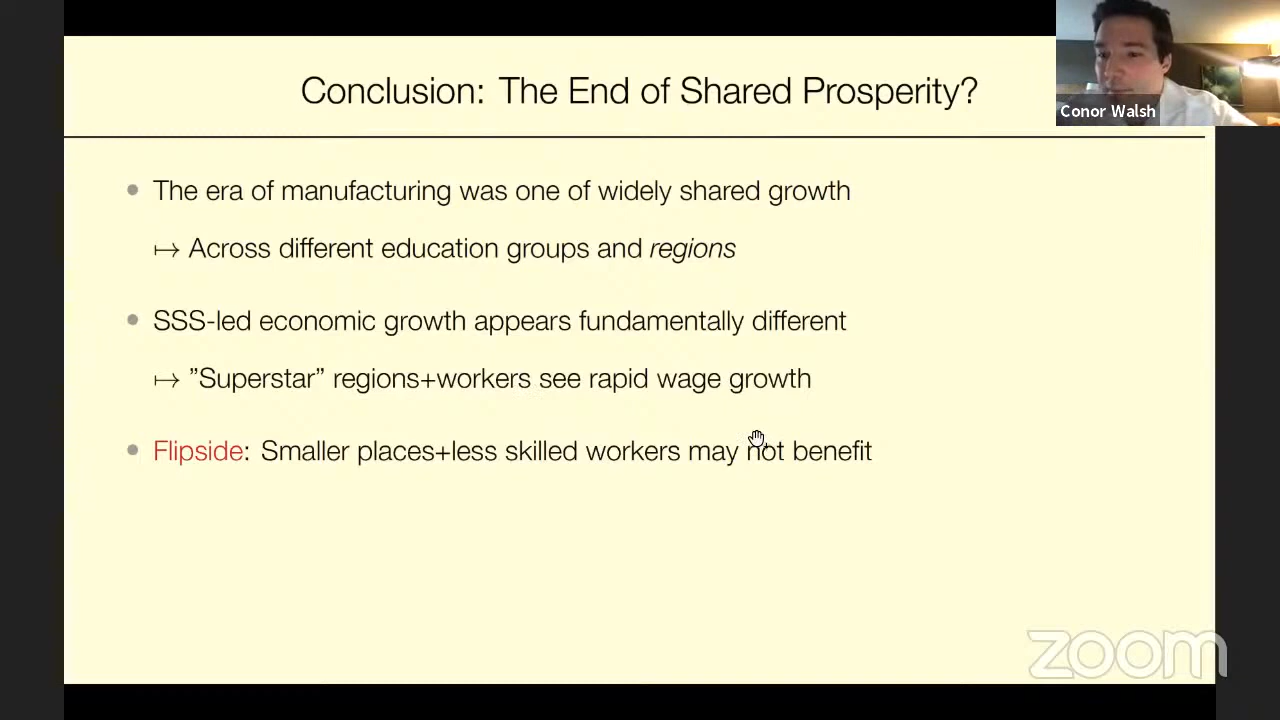 Conclusion: The End of Shared Prosperity?
Conor Walsh
• The era of manufacturing was one of widely shared growth
↦ Across different education groups and regions
• SSS-led economic growth appears fundamentally different
↦ ”Superstar” regions+workers see rapid wage growth
• Flipside: Smaller places+less skilled workers may not benefit
zoom